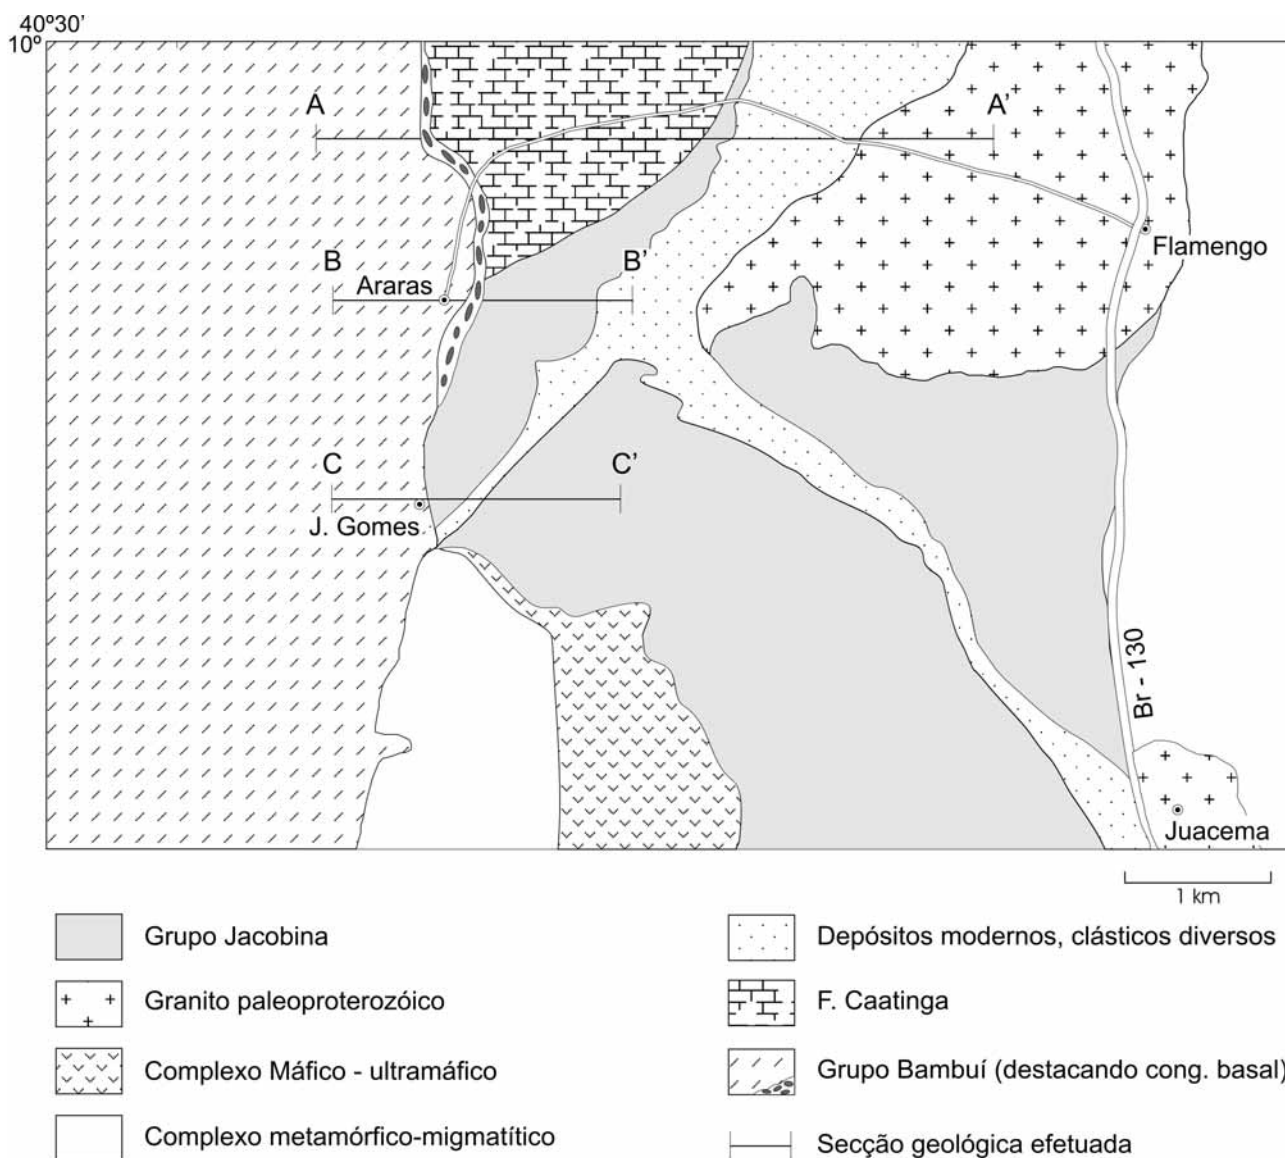 40º30'
10º
A
A'
Flamengo
B
B'
Araras
C
C'
J. Gomes
Br - 130
Juacema
1 km
Grupo Jacobina
Granito paleoproterozóico
Complexo Máfico - ultramáfico
Complexo metamórfico-migmatítico
Depósitos modernos, clásticos diversos
F. Caatinga
Grupo Bambuí (destacando cong. basal)
Secção geológica efetuada